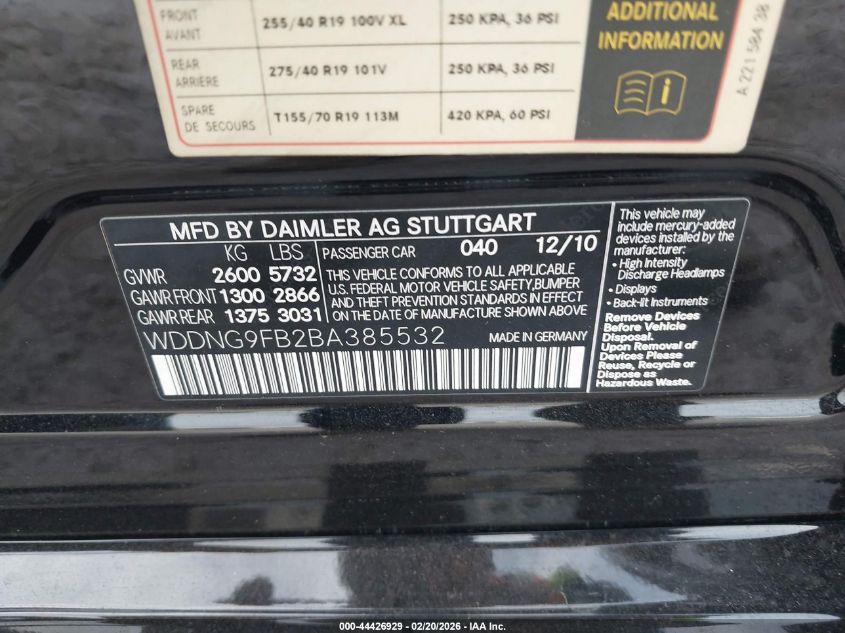 FRONT 255/40 R19 100V XL 250 KPA, 36 PSI
AVANT
REAR 275/40 R19 101V 250 KPA, 36 PSI
ARRIERE
SPARE T155/70 R19 113M 420 KPA, 60 PSI
DE SECOURS
ADDITIONAL
INFORMATION
A 221 584 38
MFD BY DAIMLER AG STUTTGART
KG LBS
GVWR 2600 5732
GAWR FRONT 1300 2866
GAWR REAR 1375 3031
PASSENGER CAR 040 12/10
THIS VEHICLE CONFORMS TO ALL APPLICABLE
U.S. FEDERAL MOTOR VEHICLE SAFETY,BUMPER
AND THEFT PREVENTION STANDARDS IN EFFECT
ON THE DATE OF MANUFACTURE SHOWN ABOVE.
WDDNG9FB2BA385532 MADE IN GERMANY
This vehicle may
include mercury-added
devices installed by the
manufacturer:
• High Intensity
Discharge Headlamps
• Displays
• Back-lit Instruments
Remove Devices
Before Vehicle
Disposal.
Upon Removal of
Devices Please
Reuse, Recycle or
Dispose as
Hazardous Waste.
000-44426929 - 02/20/2026 - IAA Inc.